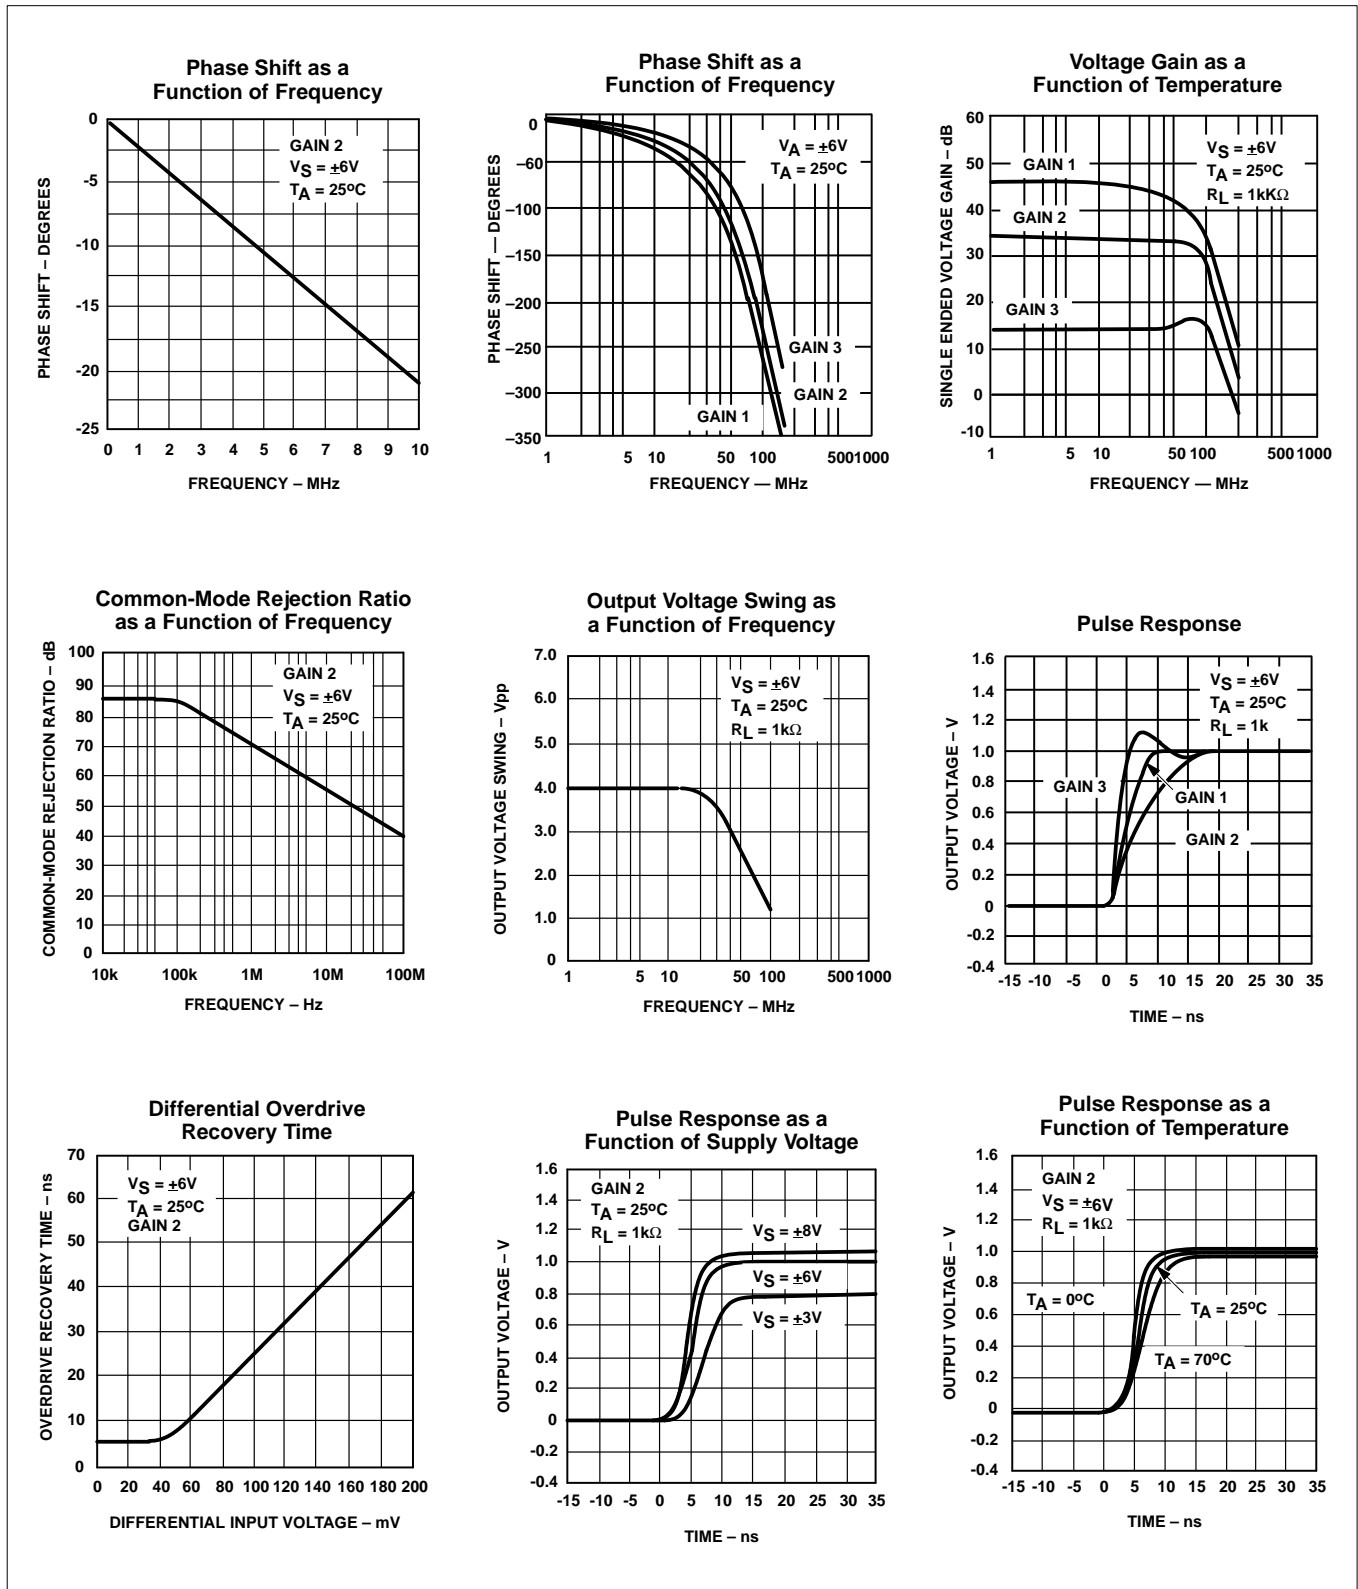 Phase Shift as a
Function of Frequency
0
-5
-10
-15
-20
-25
PHASE SHIFT – DEGREES
GAIN 2
VS = ±6V
TA = 25°C
0 1 2 3 4 5 6 7 8 9 10
FREQUENCY – MHz
Phase Shift as a
Function of Frequency
0
–60
–100
–150
–200
–250
–300
–350
PHASE SHIFT — DEGREES
VA = ±6V
TA = 25°C
GAIN 3
GAIN 2
GAIN 1
1 5 10 50 100 500 1000
FREQUENCY — MHz
Voltage Gain as a
Function of Temperature
60
50
40
30
20
10
0
-10
SINGLE ENDED VOLTAGE GAIN – dB
VS = ±6V
TA = 25°C
RL = 1kKΩ
GAIN 1
GAIN 2
GAIN 3
1 5 10 50 100 500 1000
FREQUENCY — MHz
Common-Mode Rejection Ratio
as a Function of Frequency
100
90
80
70
60
50
40
30
20
10
0
COMMON-MODE REJECTION RATIO – dB
GAIN 2
VS = ±6V
TA = 25°C
10k 100k 1M 10M 100M
FREQUENCY – Hz
Output Voltage Swing as
a Function of Frequency
7.0
6.0
5.0
4.0
3.0
2.0
1.0
0
OUTPUT VOLTAGE SWING – Vpp
VS = ±6V
TA = 25°C
RL = 1kΩ
1 5 10 50 100 500 1000
FREQUENCY – MHz
Pulse Response
1.6
1.4
1.2
1.0
0.8
0.6
0.4
0.2
0
-0.2
-0.4
OUTPUT VOLTAGE – V
VS = ±6V
TA = 25°C
RL = 1k
GAIN 3
GAIN 1
GAIN 2
-15 -10 -5 0 5 10 15 20 25 30 35
TIME – ns
Differential Overdrive
Recovery Time
70
60
50
40
30
20
10
0
OVERDRIVE RECOVERY TIME – ns
VS = ±6V
TA = 25°C
GAIN 2
0 20 40 60 80 100 120 140 160 180 200
DIFFERENTIAL INPUT VOLTAGE – mV
Pulse Response as a
Function of Supply Voltage
1.6
1.4
1.2
1.0
0.8
0.6
0.4
0.2
0
-0.2
-0.4
OUTPUT VOLTAGE – V
GAIN 2
TA = 25°C
RL = 1kΩ
VS = ±8V
VS = ±6V
VS = ±3V
-15 -10 -5 0 5 10 15 20 25 30 35
TIME – ns
Pulse Response as a
Function of Temperature
1.6
1.4
1.2
1.0
0.8
0.6
0.4
0.2
0
-0.2
-0.4
OUTPUT VOLTAGE – V
GAIN 2
VS = ±6V
RL = 1kΩ
TA = 0°C
TA = 25°C
TA = 70°C
-15 -10 -5 0 5 10 15 20 25 30 35
TIME – ns